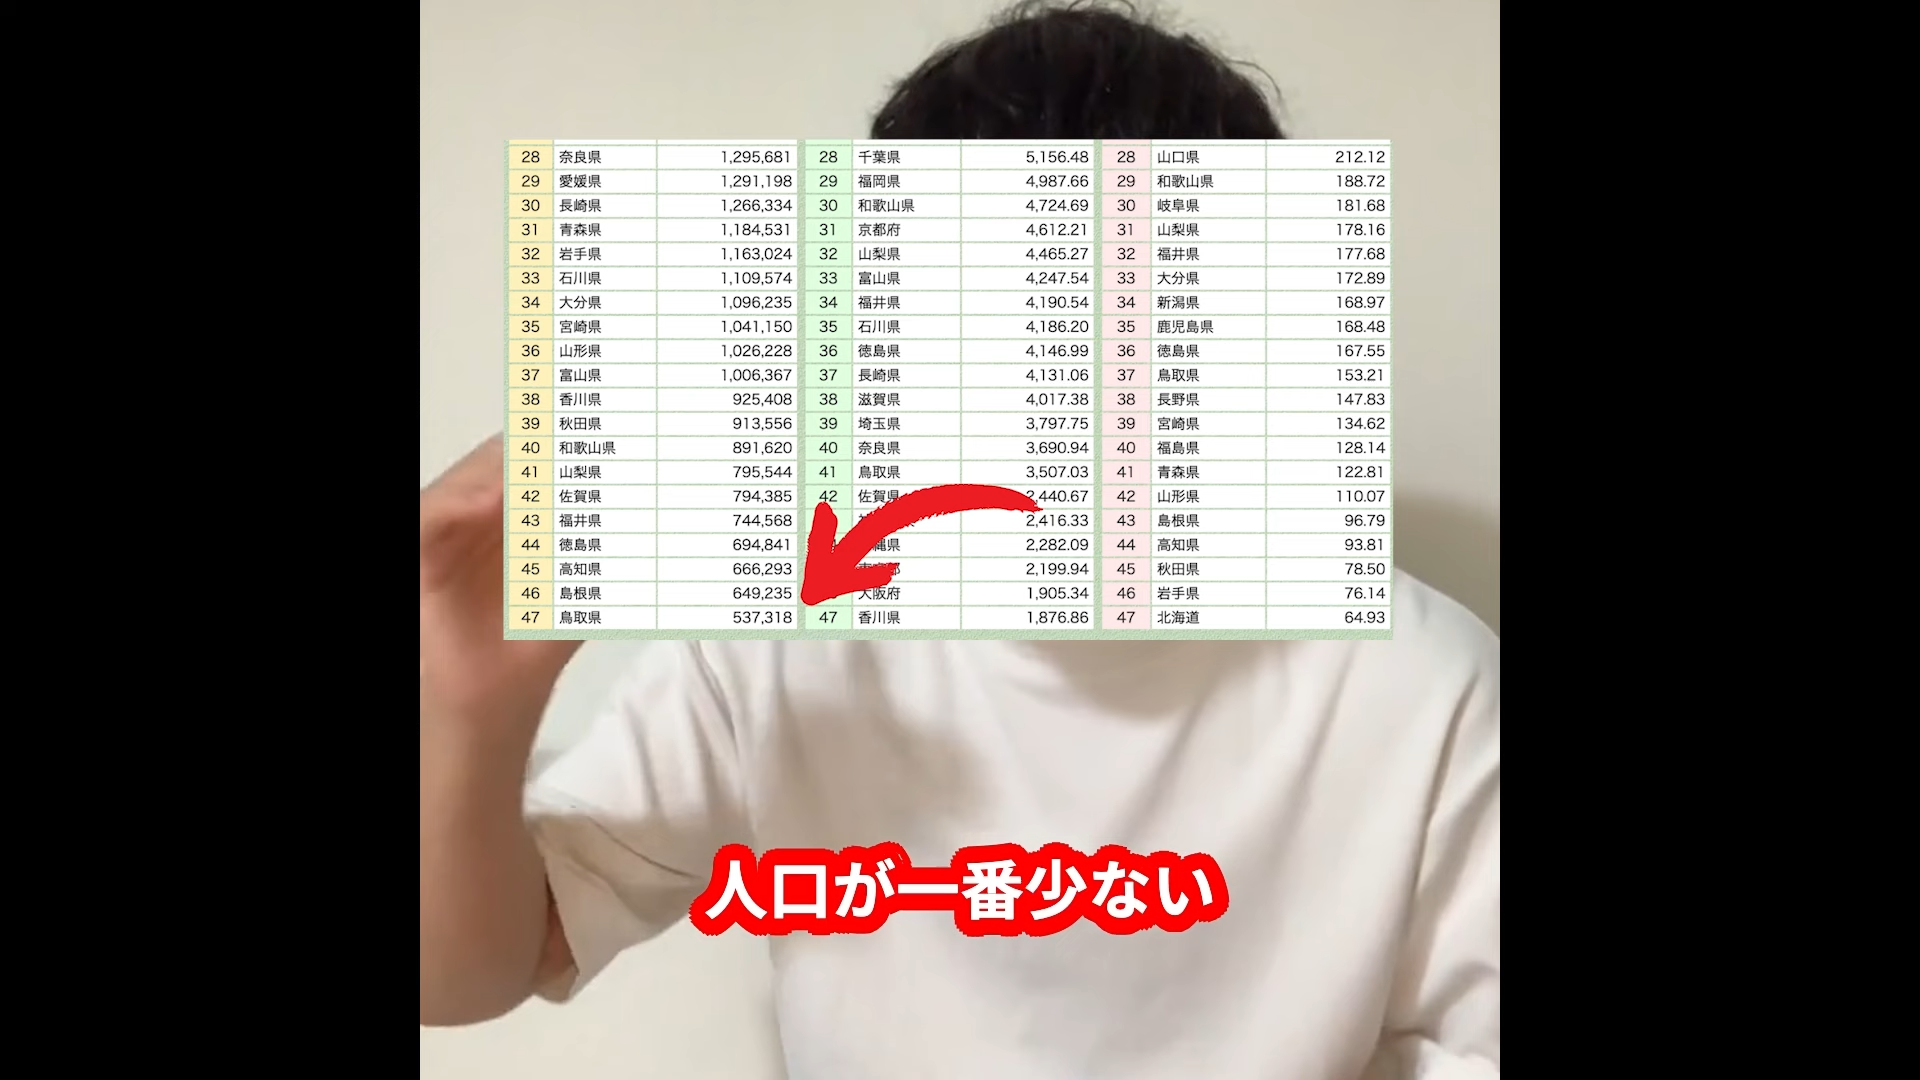 28 奈良県 1,295,681 28 千葉県 5,156.48 28 山口県 212.12
29 愛媛県 1,291,198 29 福岡県 4,987.66 29 和歌山県 188.72
30 長崎県 1,266,334 30 和歌山県 4,724.69 30 岐阜県 181.68
31 青森県 1,184,531 31 京都府 4,612.21 31 山梨県 178.16
32 岩手県 1,163,024 32 山梨県 4,465.27 32 福井県 177.68
33 石川県 1,109,574 33 富山県 4,247.54 33 大分県 172.89
34 大分県 1,096,235 34 福井県 4,190.54 34 新潟県 168.97
35 宮崎県 1,041,150 35 石川県 4,186.20 35 鹿児島県 168.48
36 山形県 1,026,228 36 徳島県 4,146.99 36 徳島県 167.55
37 富山県 1,006,367 37 長崎県 4,131.06 37 鳥取県 153.21
38 香川県 925,408 38 滋賀県 4,017.38 38 長野県 147.83
39 秋田県 913,556 39 埼玉県 3,797.75 39 宮崎県 134.62
40 和歌山県 891,620 40 奈良県 3,690.94 40 福島県 128.14
41 山梨県 795,544 41 鳥取県 3,507.03 41 青森県 122.81
42 佐賀県 794,385 42 佐賀県 2,440.67 42 山形県 110.07
43 福井県 744,568 2,416.33 43 島根県 96.79
44 徳島県 694,841 縄県 2,282.09 44 高知県 93.81
45 高知県 666,293 2,199.94 45 秋田県 78.50
46 島根県 649,235 大阪府 1,905.34 46 岩手県 76.14
47 鳥取県 537,318 47 香川県 1,876.86 47 北海道 64.93
人口が一番少ない